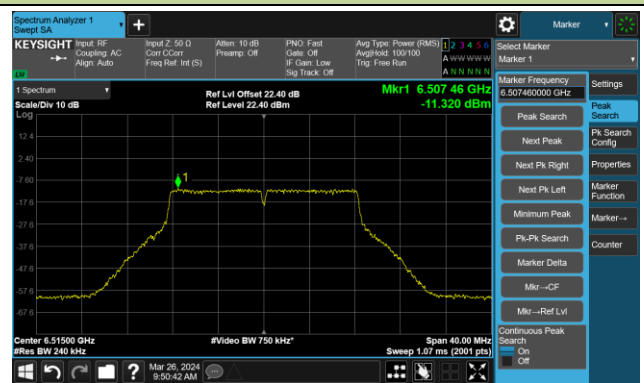 Spectrum Analyzer 1
Swept SA
Marker
KEYSIGHT
Input: RF
Coupling: AC
Align: Auto
Input Z: 50 Ω
Corr CCorr
Freq Ref: Int (S)
Atten: 10 dB
Preamp: Off
PNO: Fast
Gate: Off
IF Gain: Low
Sig Track: Off
Avg Type: Power (RMS)
Avg|Hold: 100/100
Trig: Free Run
1 2 3 4 5 6
A W W W W W
A N N N N N
LW
Select Marker
Marker 1
1 Spectrum
Scale/Div 10 dB
Log
Ref Lvl Offset 22.40 dB
Ref Level 22.40 dBm
Mkr1 6.507 46 GHz
-11.320 dBm
Marker Frequency
6.507460000 GHz
Peak Search
Next Peak
Next Pk Right
Next Pk Left
Minimum Peak
Pk-Pk Search
Marker Delta
Mkr→CF
Mkr→Ref Lvl
Continuous Peak
Search
On
Off
Settings
Peak
Search
Pk Search
Config
Properties
Marker
Function
Marker→
Counter
12.4
2.40
-7.60
-17.6
-27.6
-37.6
-47.6
-57.6
-67.6
1
Center 6.51500 GHz
#Res BW 240 kHz
#Video BW 750 kHz*
Span 40.00 MHz
Sweep 1.07 ms (2001 pts)
?
Mar 26, 2024
9:50:42 AM